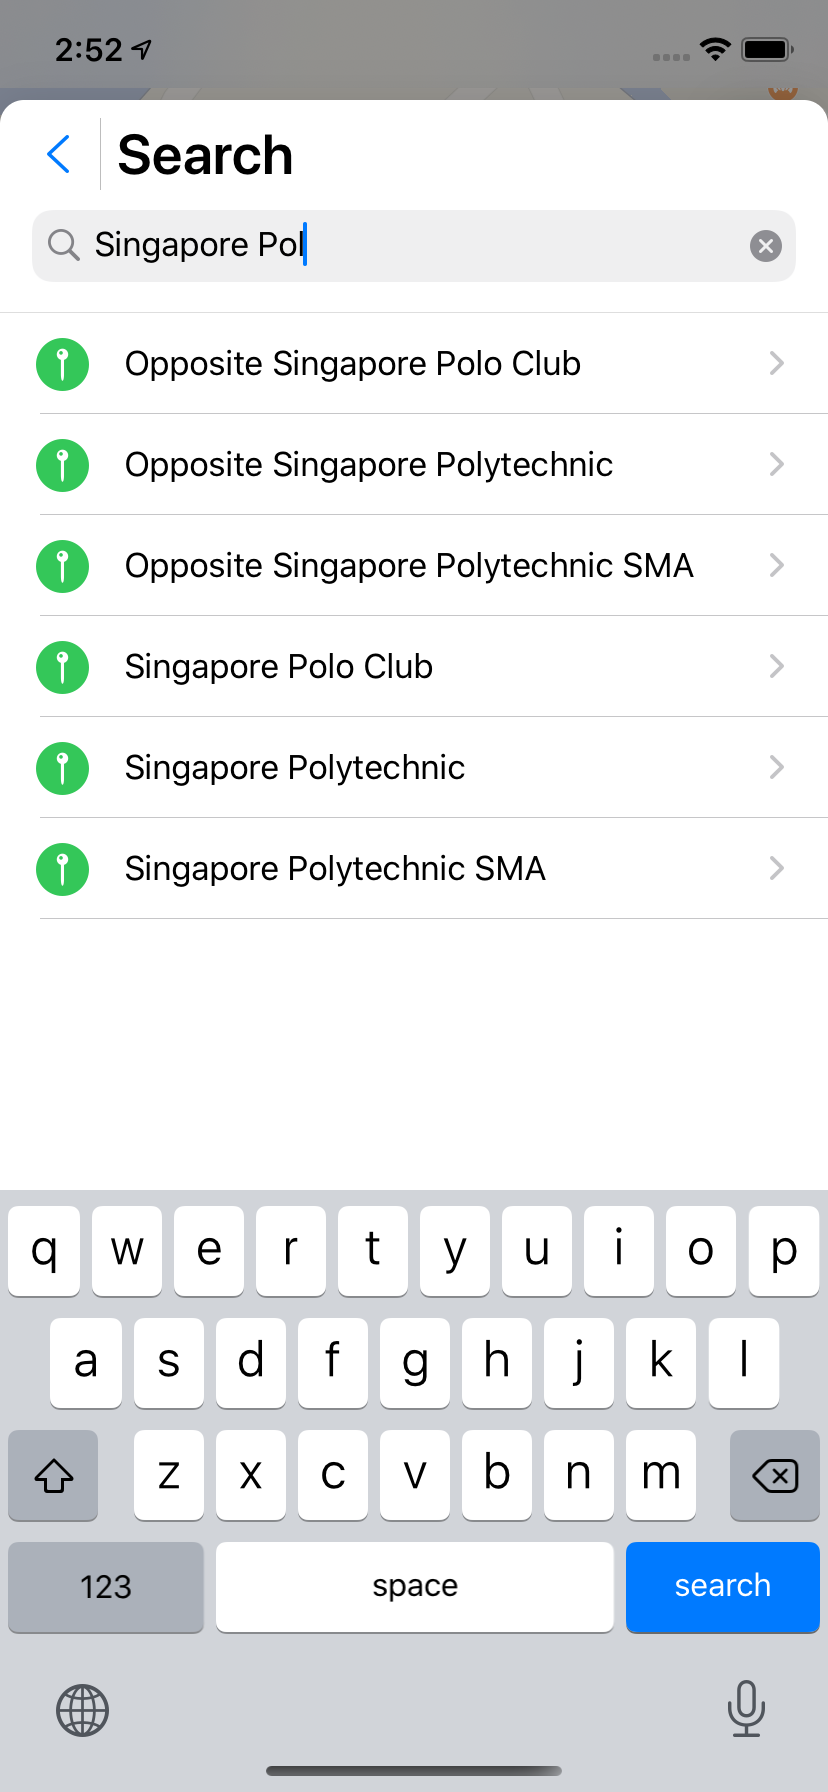 2:52
Search
Singapore Pol
Opposite Singapore Polo Club
Opposite Singapore Polytechnic
Opposite Singapore Polytechnic SMA
Singapore Polo Club
Singapore Polytechnic
Singapore Polytechnic SMA
q w e r t y u i o p
a s d f g h j k l
z x c v b n m
123 space search